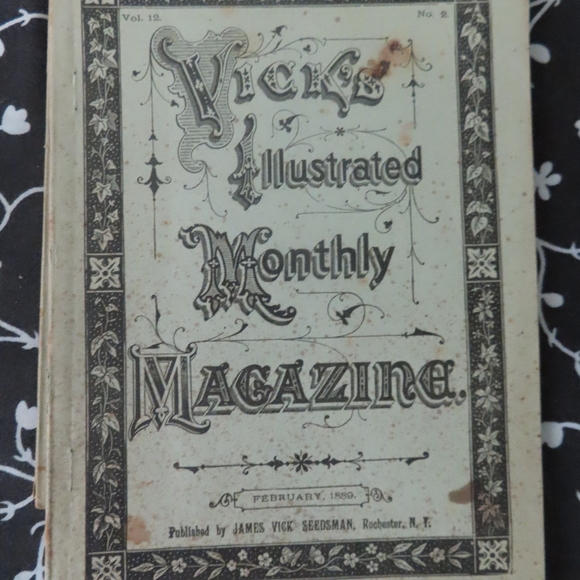 Vol. 12. No. 2.
VICK'S
Illustrated
Monthly
MAGAZINE.
FEBRUARY, 1889.
Published by JAMES VICK SEEDSMAN, Rochester, N. Y.